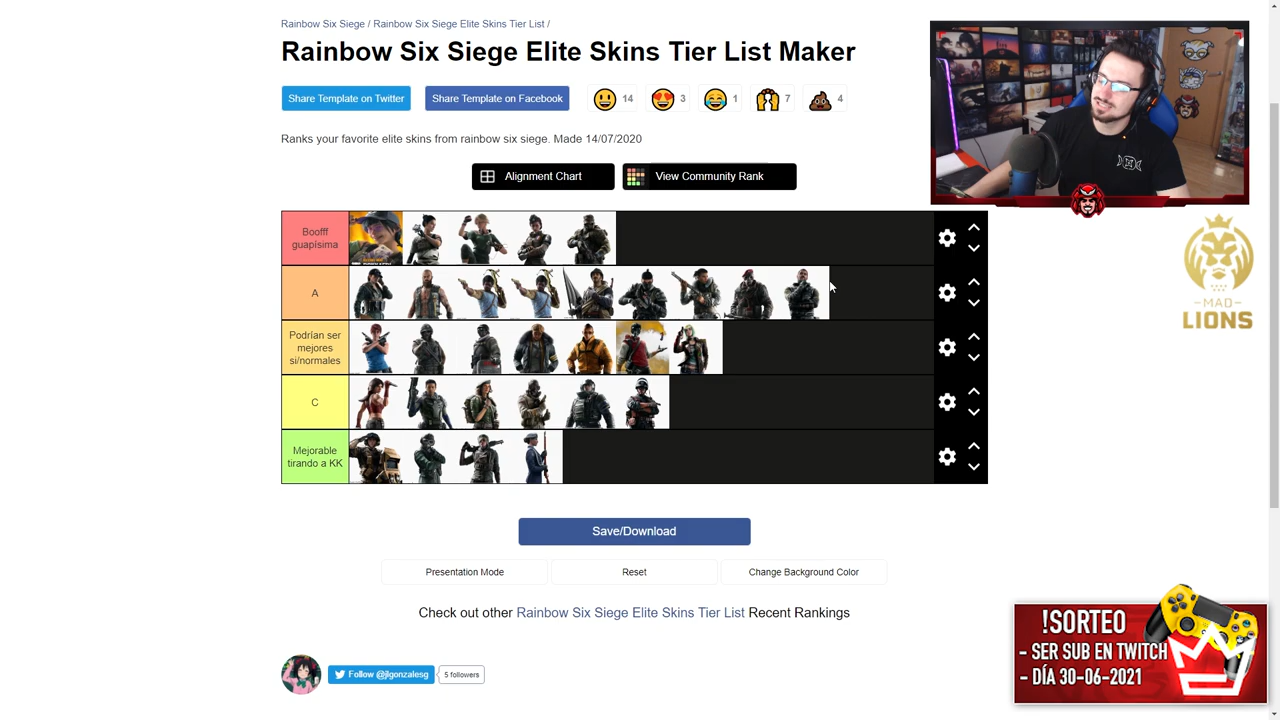 Rainbow Six Siege / Rainbow Six Siege Elite Skins Tier List /
Rainbow Six Siege Elite Skins Tier List Maker
Share Template on Twitter
Share Template on Facebook
14
3
1
7
4
Ranks your favorite elite skins from rainbow six siege. Made 14/07/2020
Alignment Chart
View Community Rank
Boofff
guapísima
A
Podrían ser
mejores
si/normales
C
Mejorable
tirando a KK
MAD
LIONS
Save/Download
Presentation Mode
Reset
Change Background Color
Check out other Rainbow Six Siege Elite Skins Tier List Recent Rankings
Follow @jlgonzalesg
5 followers
!SORTEO
- SER SUB EN TWITCH
- DÍA 30-06-2021